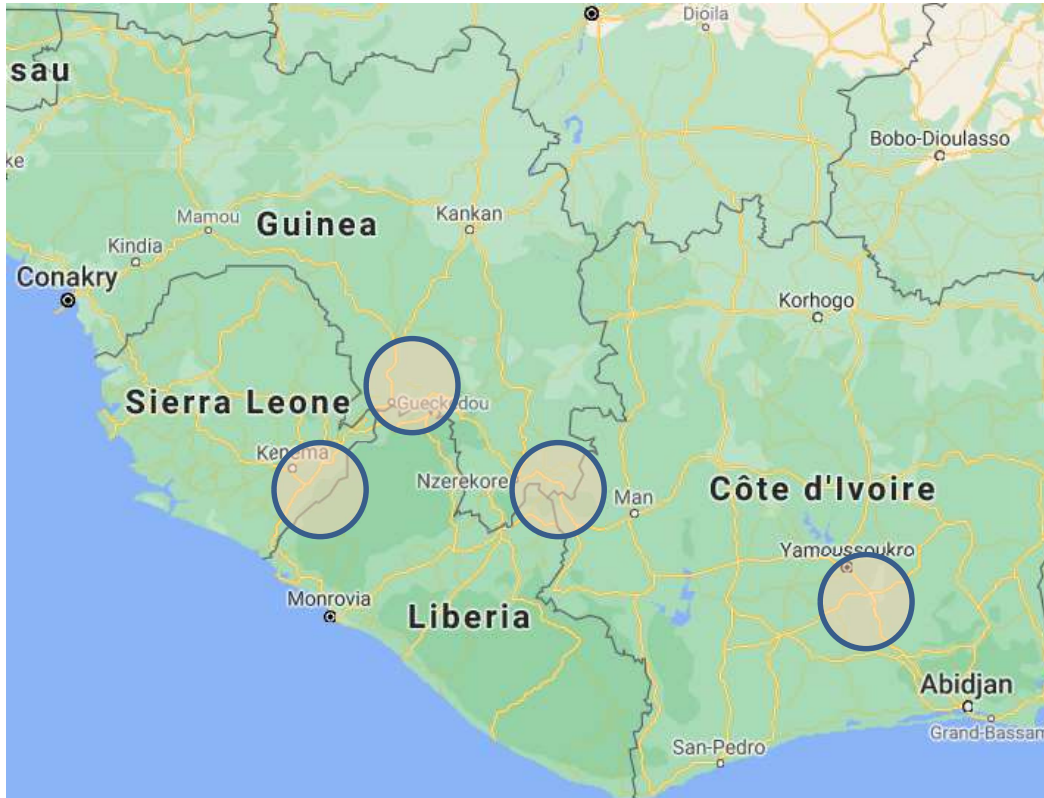 Dioila
sau
Bobo-Dioulasso
ke
Mamou
Guinea
Kankan
Kindia
Conakry
Korhogo
Sierra Leone
Gueckedou
Kenema
Nzerekore
Man
Côte d'Ivoire
Yamoussoukro
Monrovia
Liberia
Abidjan
Grand-Bassam
San-Pedro